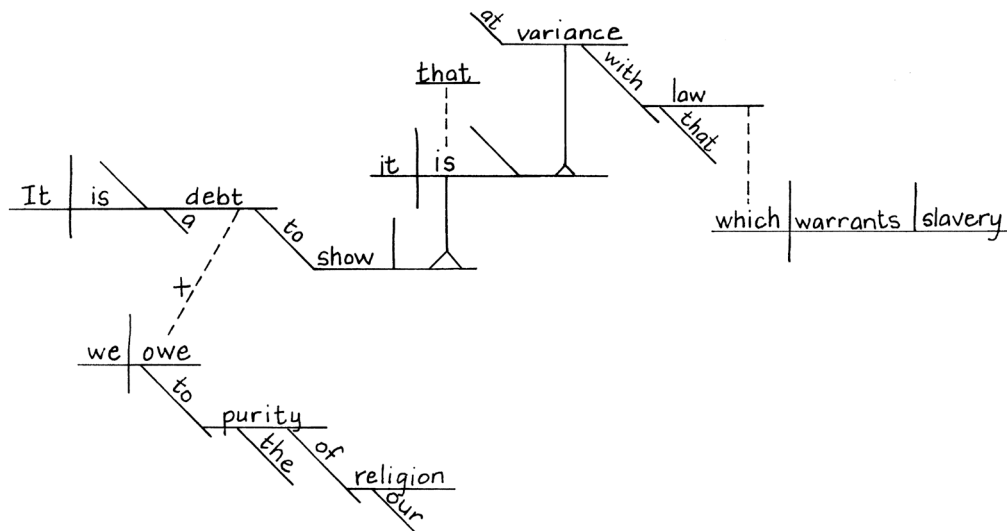 at variance
with
that
law
that
it is
It is debt
a
to
show
which warrants slavery
+
we owe
to
purity
the of
religion
our